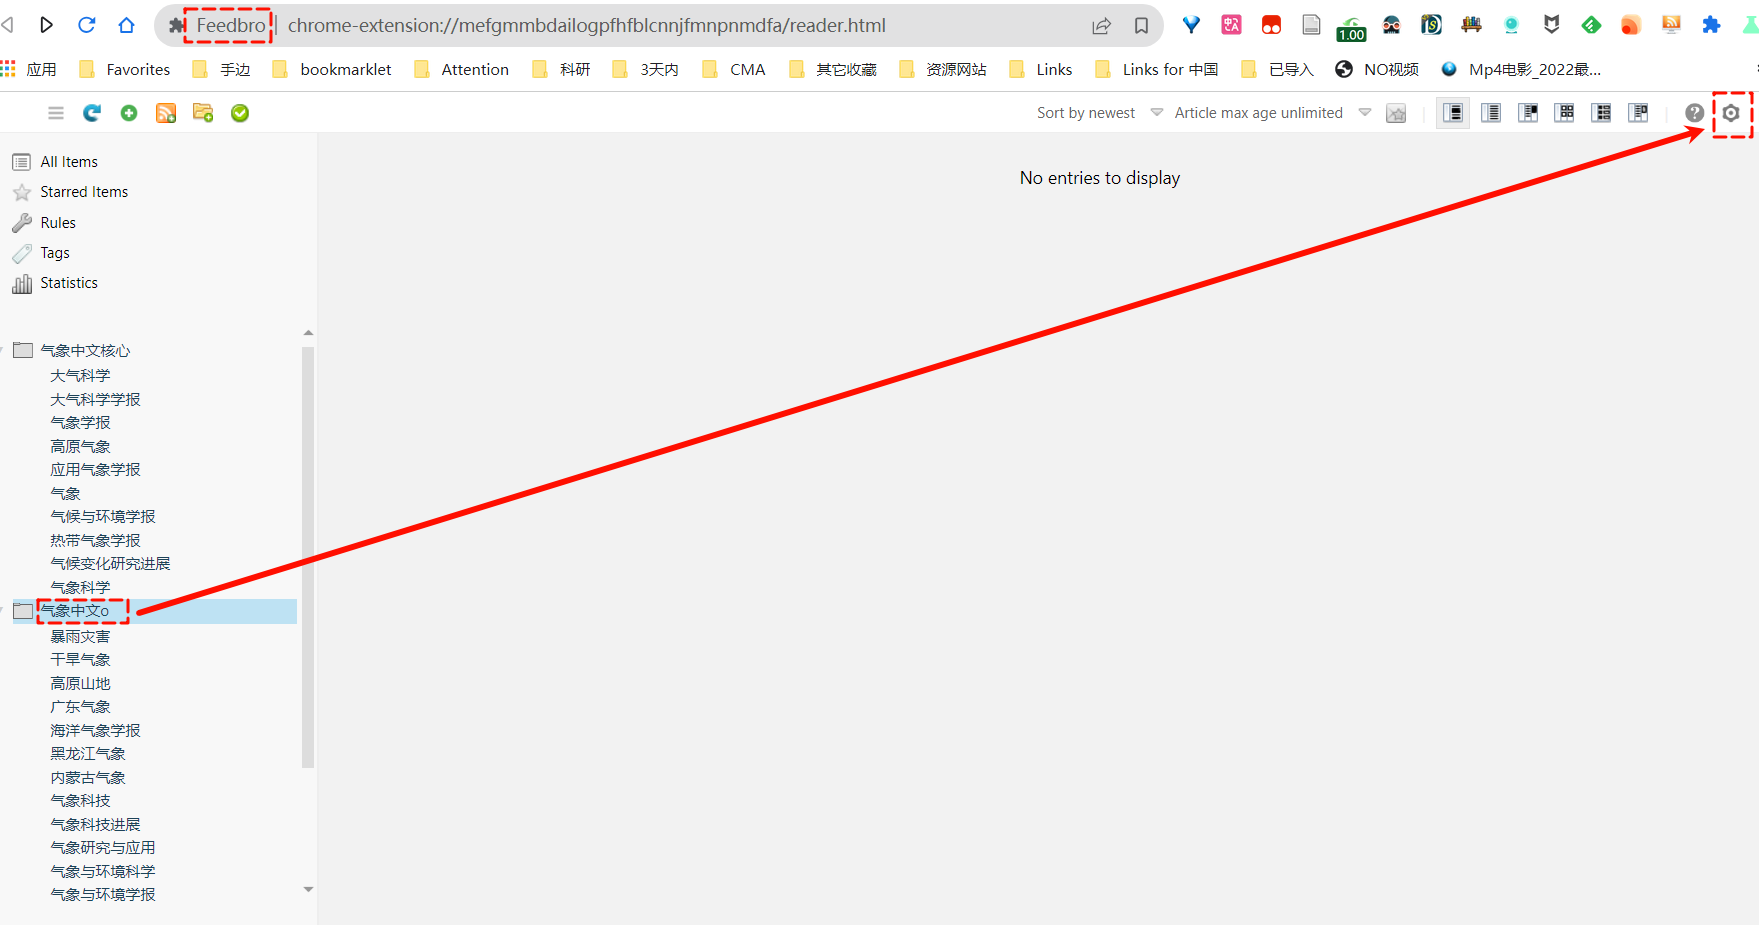 Feedbro | chrome-extension://mefgmmbdailogpfhfblcnnjfmnpnmdfa/reader.html
1.00
应用 Favorites 手边 bookmarklet Attention 科研 3天内 CMA 其它收藏 资源网站 Links Links for 中国 已导入 NO视频 Mp4电影_2022最...
Sort by newest Article max age unlimited
All Items
Starred Items
Rules
Tags
Statistics
No entries to display
气象中文核心
大气科学
大气科学学报
气象学报
高原气象
应用气象学报
气象
气候与环境学报
热带气象学报
气候变化研究进展
气象科学
气象中文o
暴雨灾害
干旱气象
高原山地
广东气象
海洋气象学报
黑龙江气象
内蒙古气象
气象科技
气象科技进展
气象研究与应用
气象与环境科学
气象与环境学报